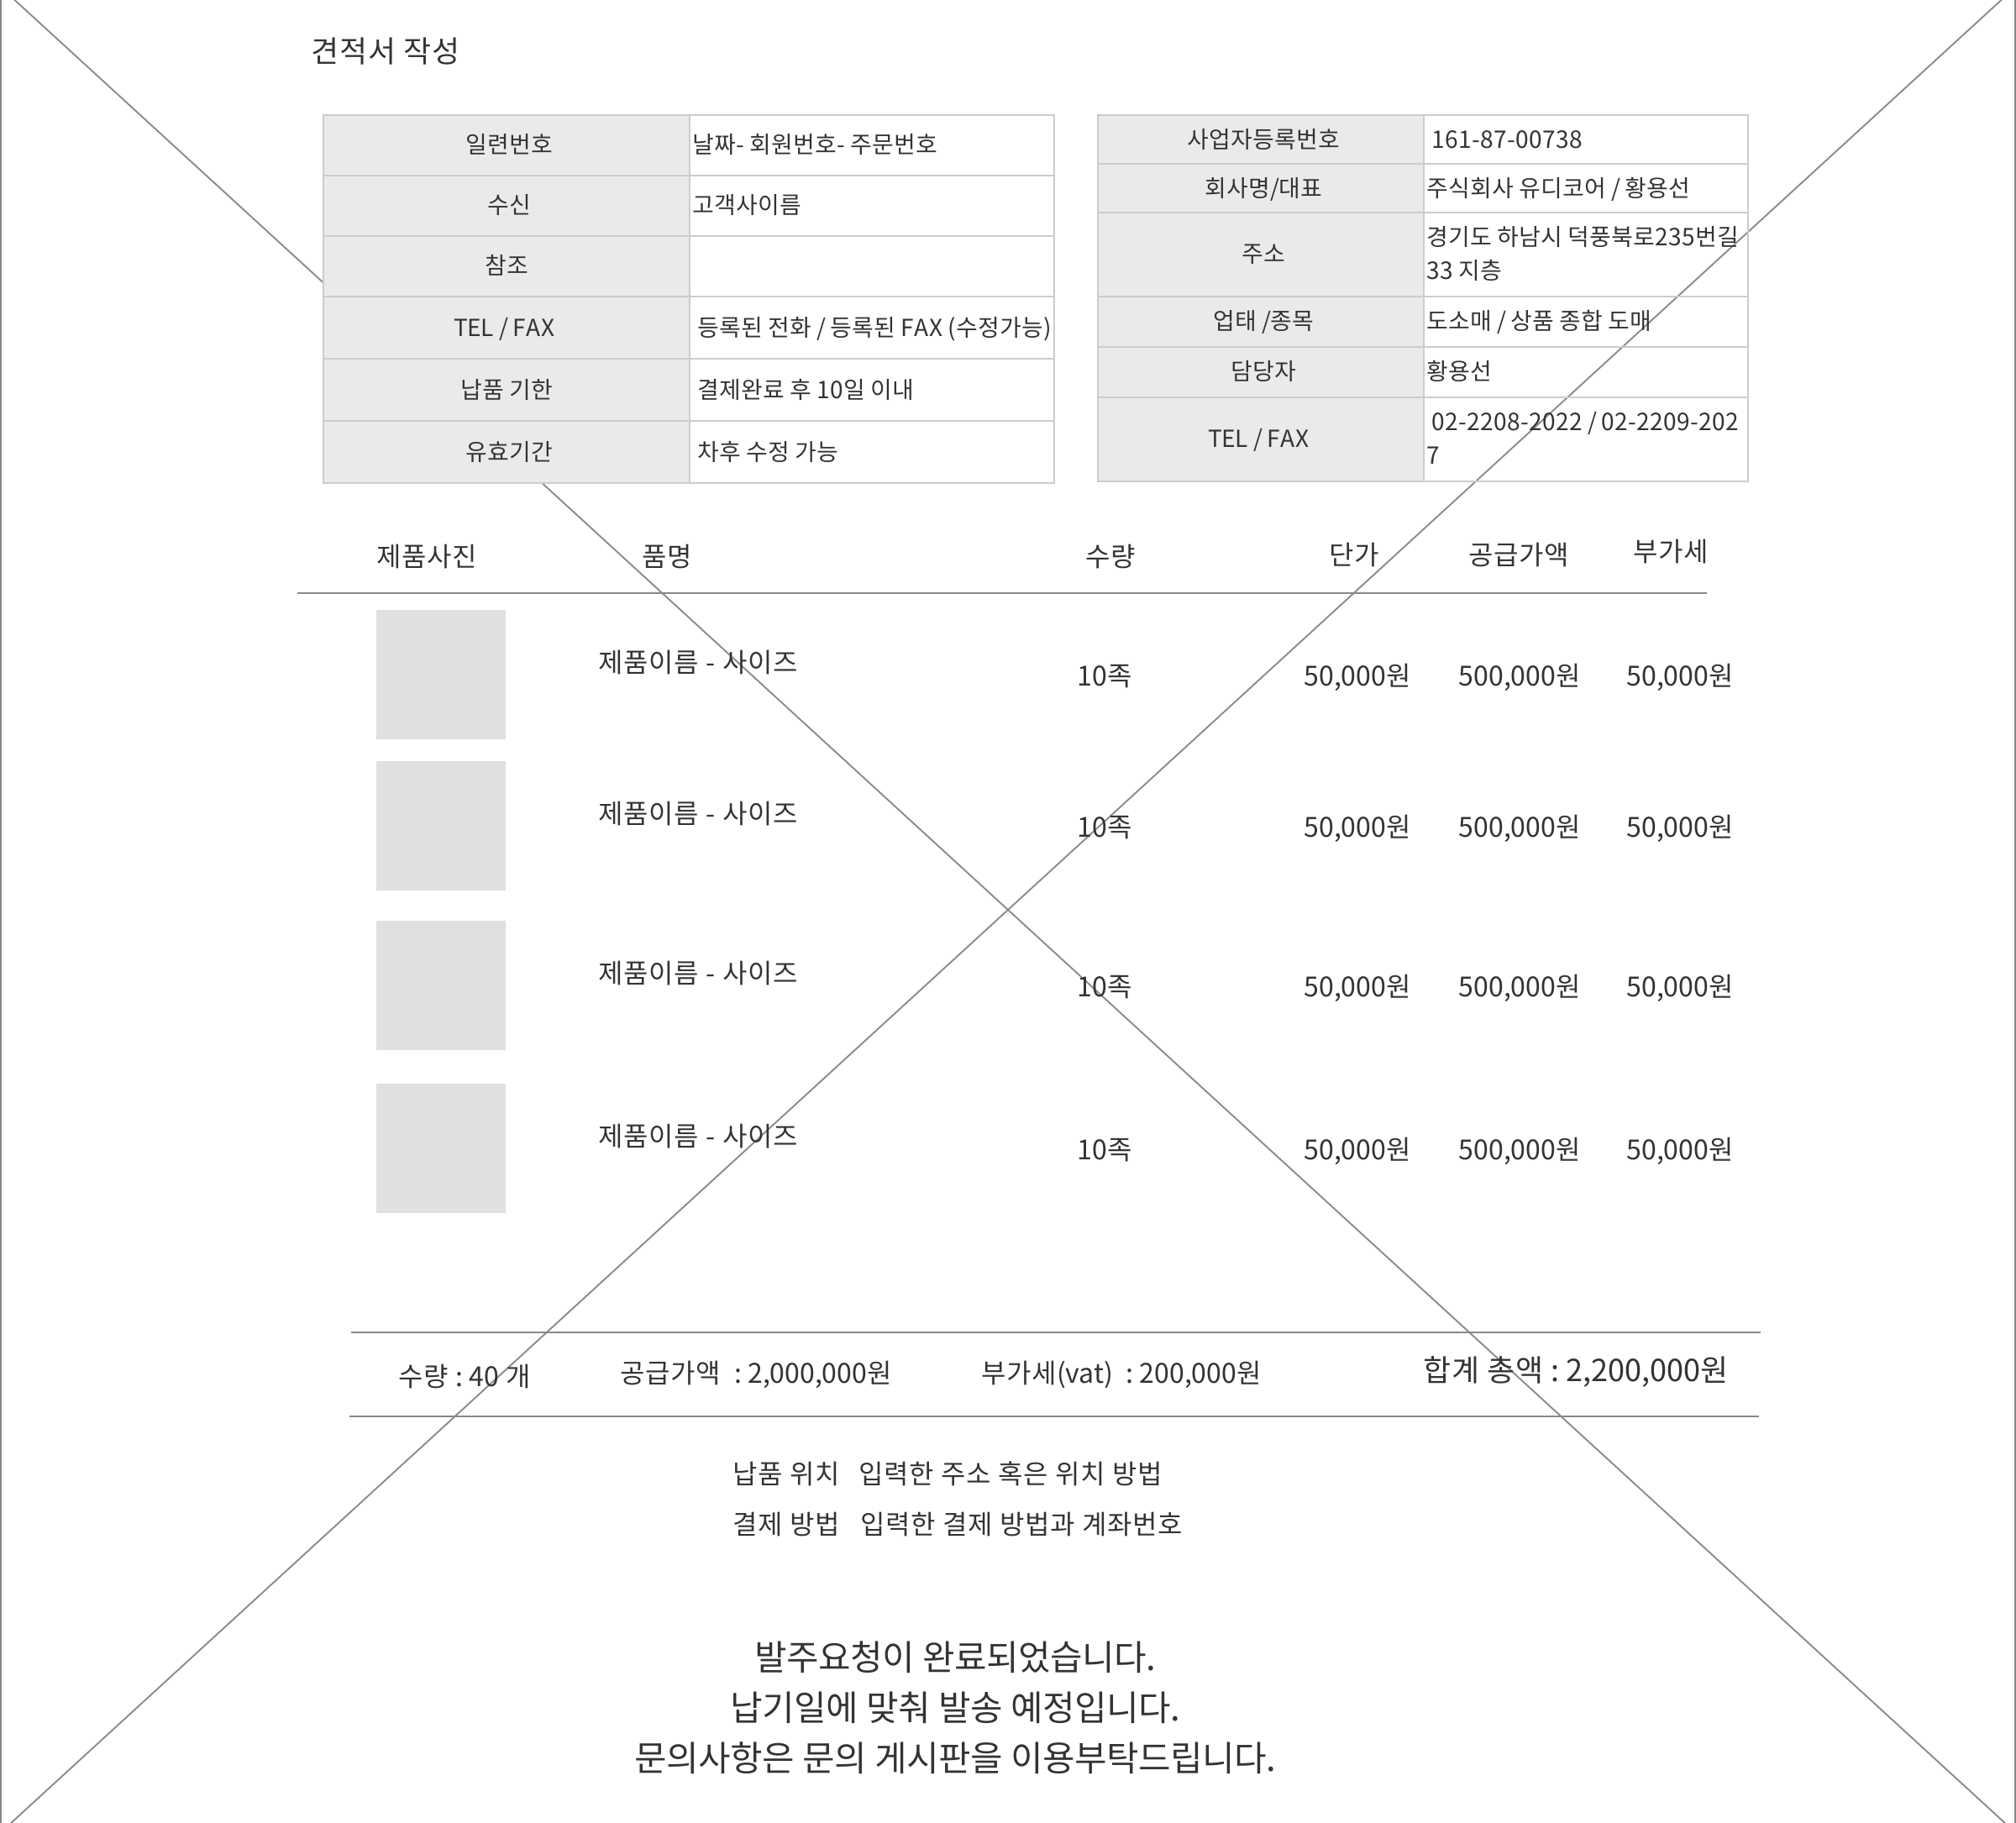 견적서 작성
일련번호 날짜- 회원번호- 주문번호
수신 고객사이름
참조
TEL / FAX 등록된 전화 / 등록된 FAX (수정가능)
납품 기한 결제완료 후 10일 이내
유효기간 차후 수정 가능
사업자등록번호 161-87-00738
회사명/대표 주식회사 유디코어 / 황용선
주소 경기도 하남시 덕풍북로235번길
33 지층
업태 /종목 도소매 / 상품 종합 도매
담당자 황용선
TEL / FAX 02-2208-2022 / 02-2209-202
7
제품사진 품명 수량 단가 공급가액 부가세
제품이름 - 사이즈 10족 50,000원 500,000원 50,000원
제품이름 - 사이즈 10족 50,000원 500,000원 50,000원
제품이름 - 사이즈 10족 50,000원 500,000원 50,000원
제품이름 - 사이즈 10족 50,000원 500,000원 50,000원
수량 : 40 개 공급가액 : 2,000,000원 부가세(vat) : 200,000원 합계 총액 : 2,200,000원
납품 위치 입력한 주소 혹은 위치 방법
결제 방법 입력한 결제 방법과 계좌번호
발주요청이 완료되었습니다.
납기일에 맞춰 발송 예정입니다.
문의사항은 문의 게시판을 이용부탁드립니다.